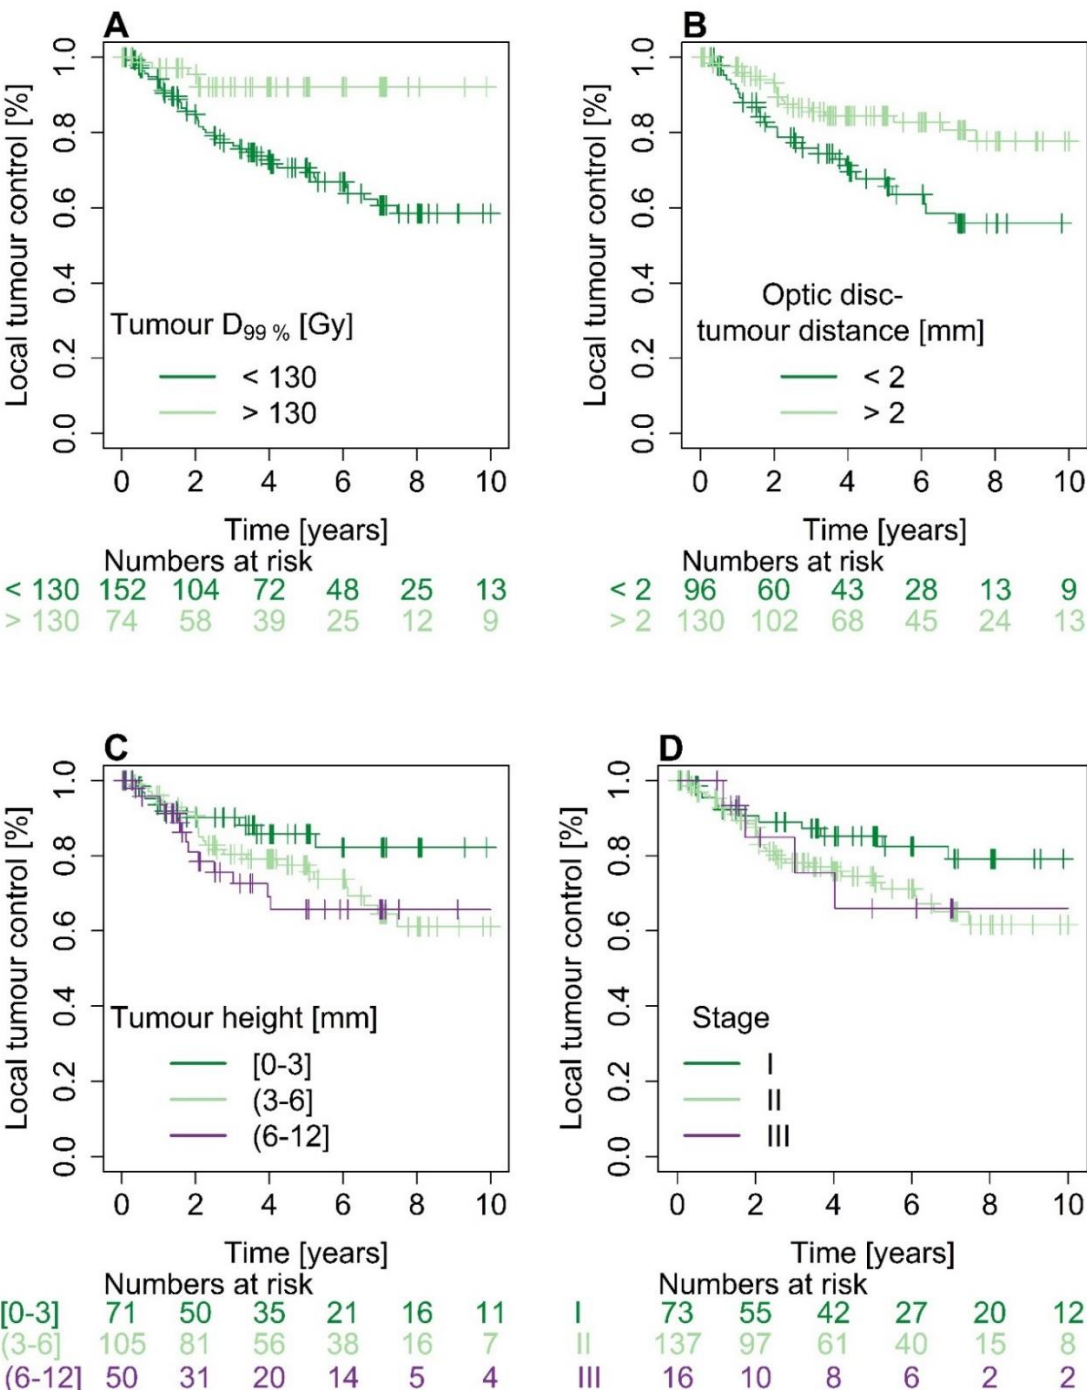 A
Local tumour control [%]
1.0
0.8
0.6
0.4
0.2
0.0
Tumour D99 % [Gy]
< 130
> 130
0 2 4 6 8 10
Time [years]
Numbers at risk
< 130 152 104 72 48 25 13
> 130 74 58 39 25 12 9
B
Local tumour control [%]
1.0
0.8
0.6
0.4
0.2
0.0
Optic disc-
tumour distance [mm]
< 2
> 2
0 2 4 6 8 10
Time [years]
Numbers at risk
< 2 96 60 43 28 13 9
> 2 130 102 68 45 24 13
C
Local tumour control [%]
1.0
0.8
0.6
0.4
0.2
0.0
Tumour height [mm]
[0-3]
(3-6]
(6-12]
0 2 4 6 8 10
Time [years]
Numbers at risk
[0-3] 71 50 35 21 16 11
(3-6] 105 81 56 38 16 7
(6-12] 50 31 20 14 5 4
D
Local tumour control [%]
1.0
0.8
0.6
0.4
0.2
0.0
Stage
I
II
III
0 2 4 6 8 10
Time [years]
Numbers at risk
I 73 55 42 27 20 12
II 137 97 61 40 15 8
III 16 10 8 6 2 2